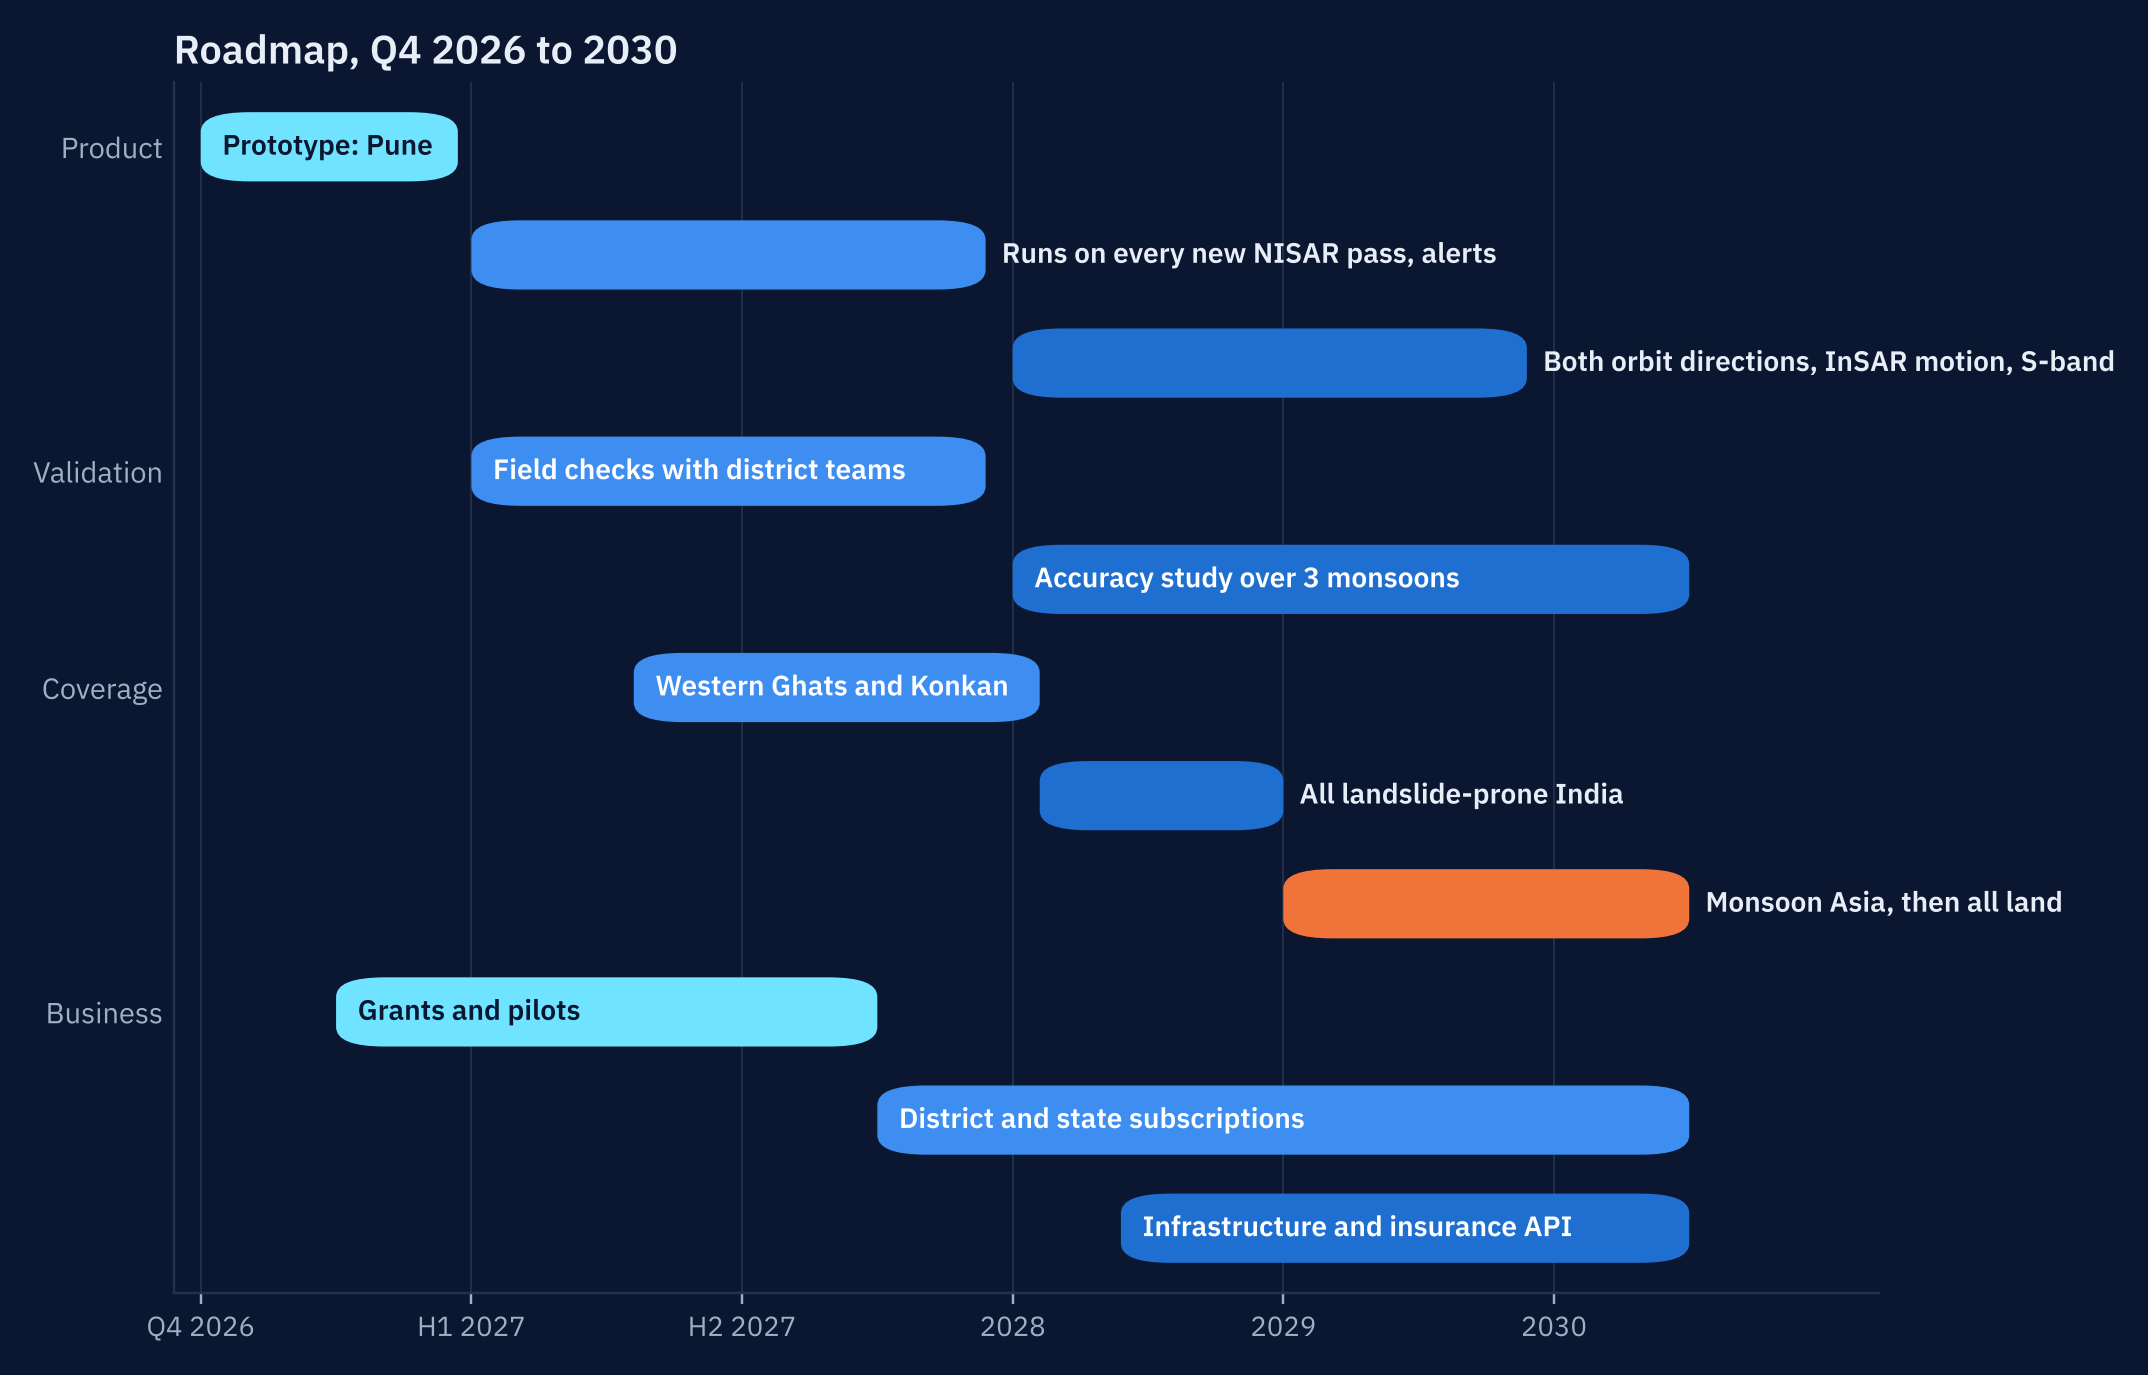 Roadmap, Q4 2026 to 2030
Product
Prototype: Pune
Runs on every new NISAR pass, alerts
Both orbit directions, InSAR motion, S-band
Validation
Field checks with district teams
Accuracy study over 3 monsoons
Coverage
Western Ghats and Konkan
All landslide-prone India
Monsoon Asia, then all land
Business
Grants and pilots
District and state subscriptions
Infrastructure and insurance API
Q4 2026
H1 2027
H2 2027
2028
2029
2030